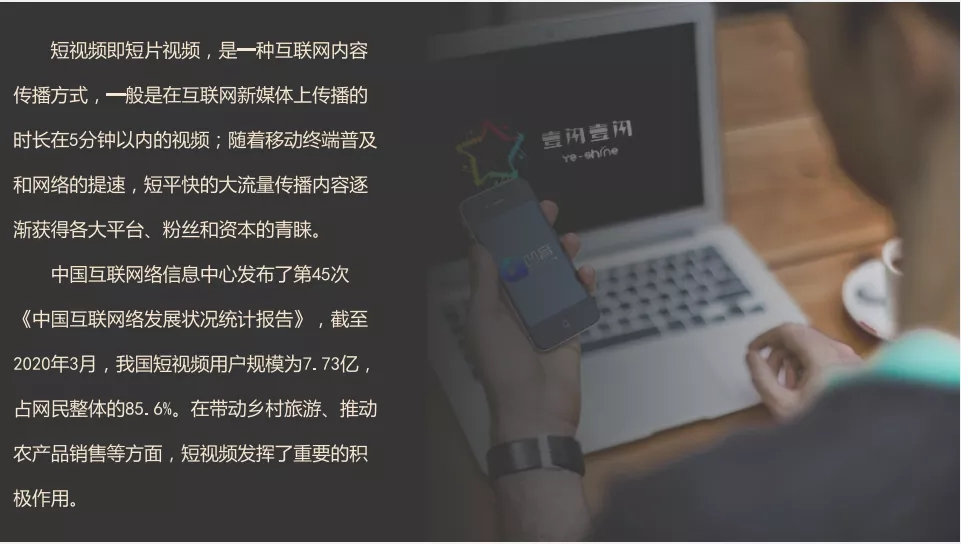 短视频即短片视频，是一种互联网内容
传播方式，一般是在互联网新媒体上传播的
时长在5分钟以内的视频；随着移动终端普及
和网络的提速，短平快的大流量传播内容逐
渐获得各大平台、粉丝和资本的青睐。
中国互联网络信息中心发布了第45次
《中国互联网络发展状况统计报告》，截至
2020年3月，我国短视频用户规模为7.73亿，
占网民整体的85.6%。在带动乡村旅游、推动
农产品销售等方面，短视频发挥了重要的积
极作用。
壹闪壹闪
Ye-shine